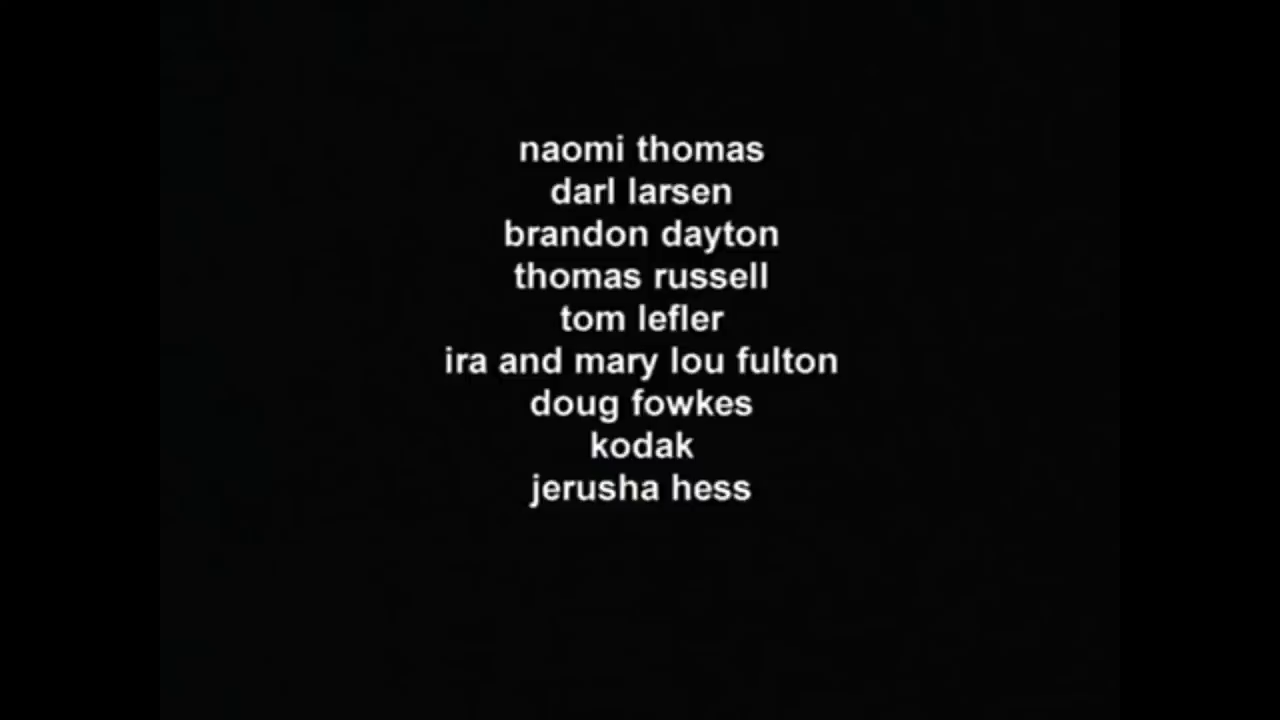 naomi thomas
darl larsen
brandon dayton
thomas russell
tom lefler
ira and mary lou fulton
doug fowkes
kodak
jerusha hess